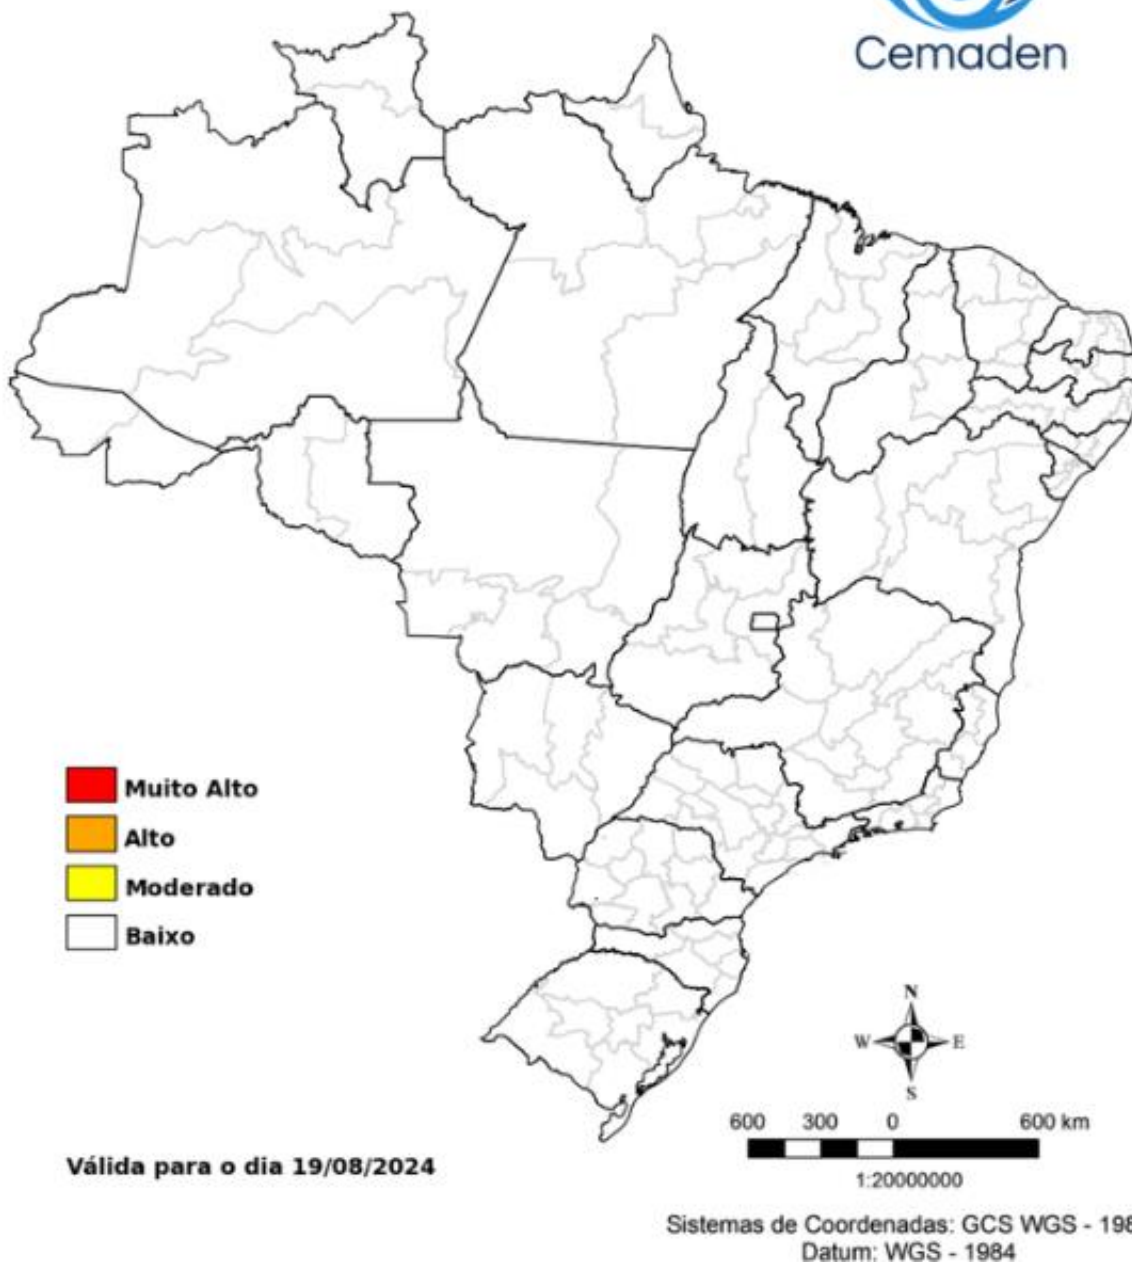 Cemaden
Muito Alto
Alto
Moderado
Baixo
N
W E
S
600 300 0 600 km
1:20000000
Válida para o dia 19/08/2024
Sistemas de Coordenadas: GCS WGS - 198
Datum: WGS - 1984